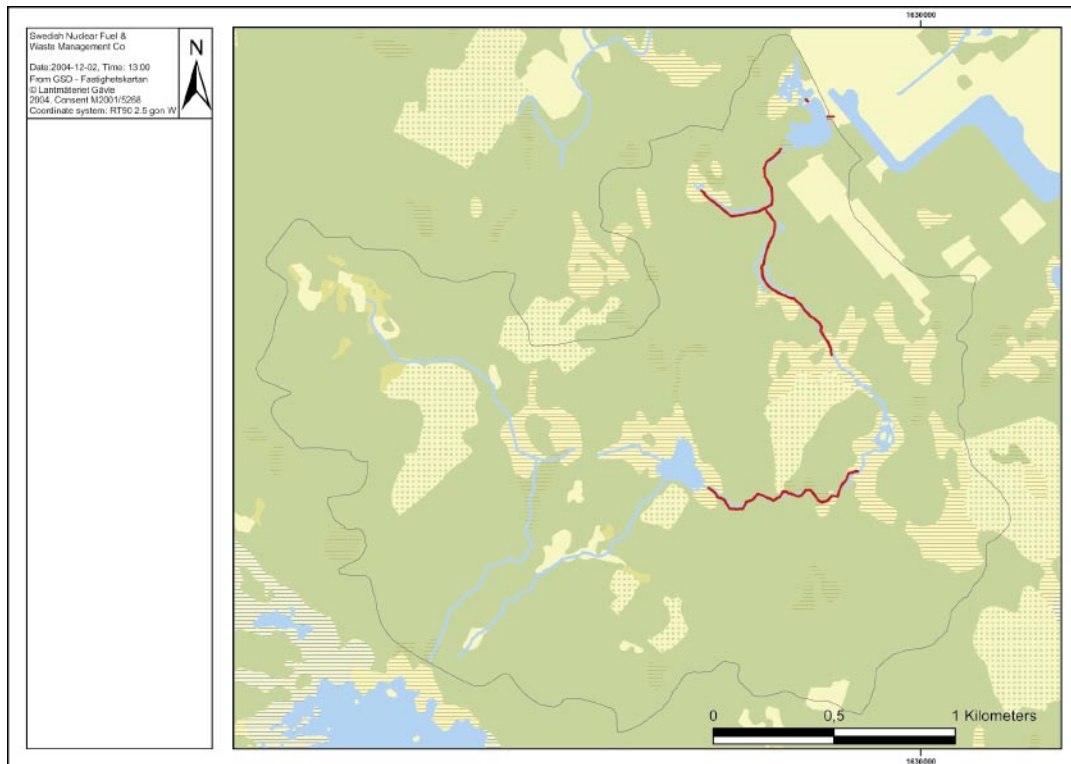 Swedish Nuclear Fuel &
Waste Management Co
Date:2004-12-02, Time: 13:00
From GSD - Fastighetskartan
© Lantmäteriet Gävle
2004, Consent M2001/5268
Coordinate system: RT90 2.5 gon W
N
1630000
0 0,5 1 Kilometers
1630000